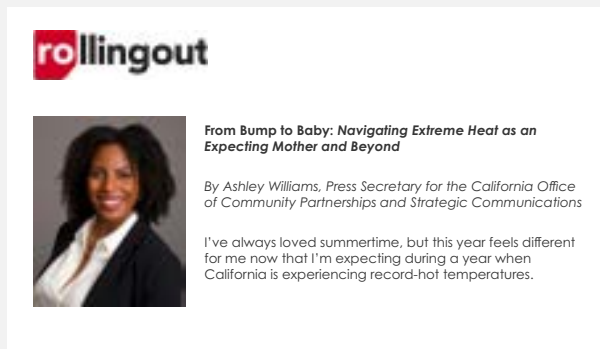 rollingout
From Bump to Baby: Navigating Extreme Heat as an
Expecting Mother and Beyond
By Ashley Williams, Press Secretary for the California Office
of Community Partnerships and Strategic Communications
I've always loved summertime, but this year feels different
for me now that I'm expecting during a year when
California is experiencing record-hot temperatures.